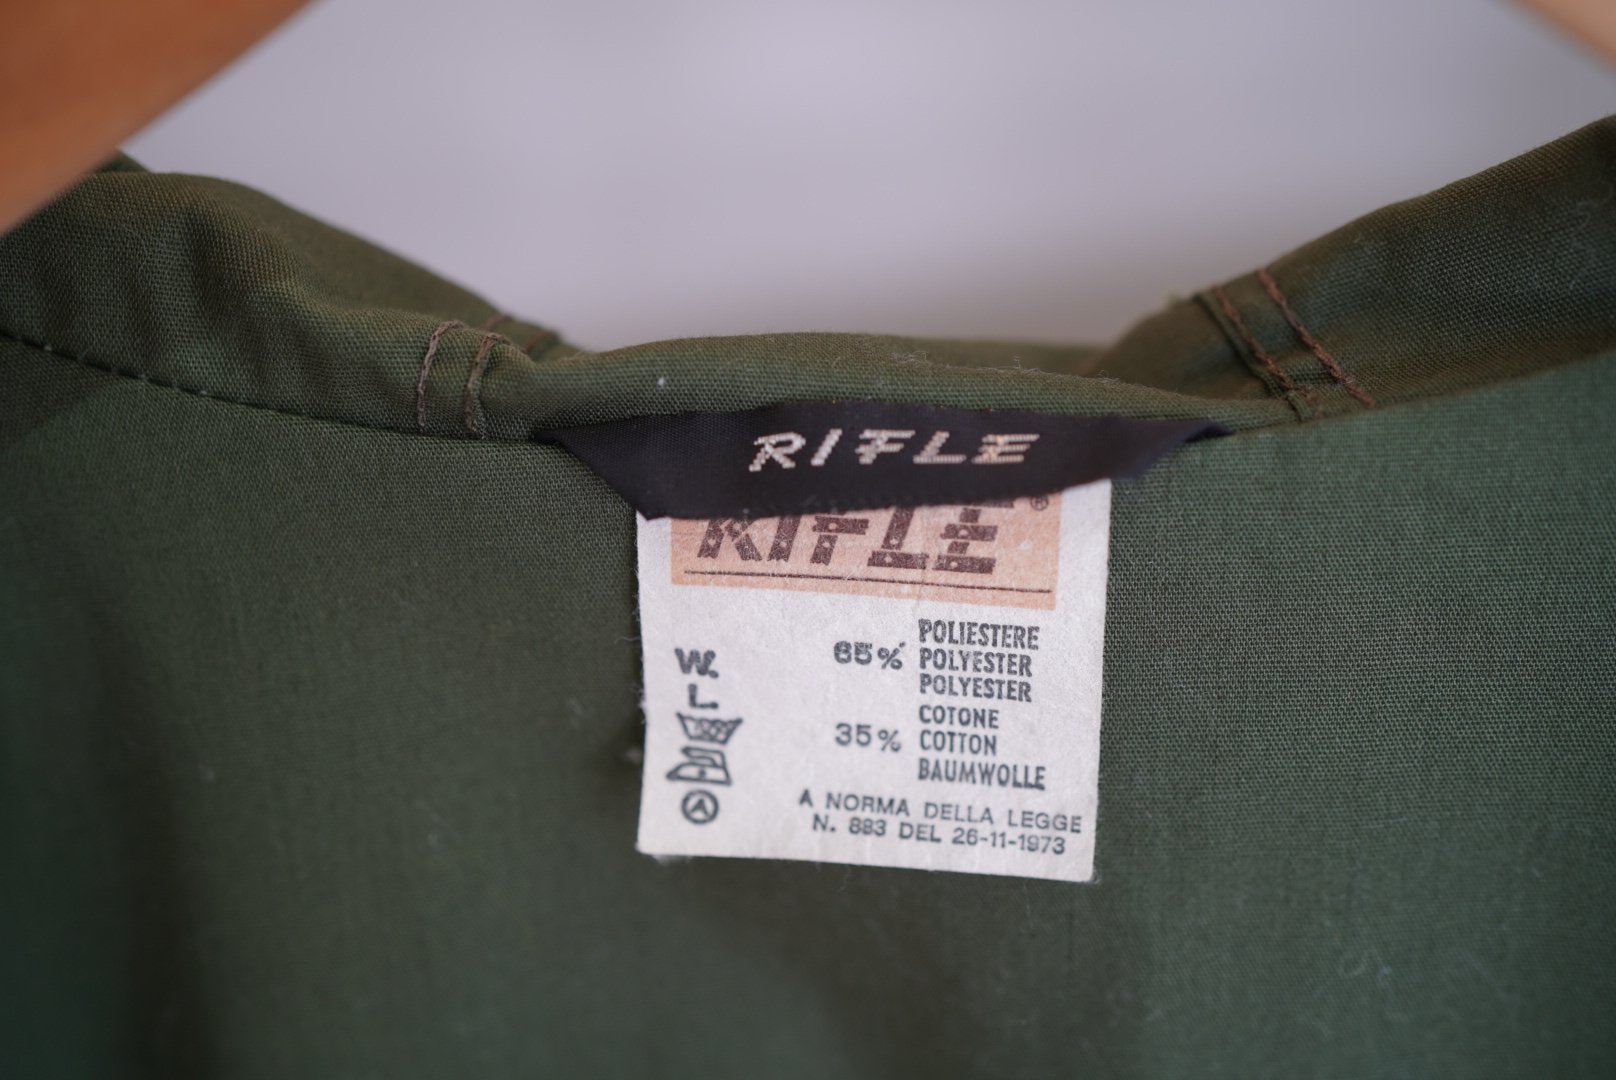 RIFLE
RIFLE ®
W.
L.
65% POLIESTERE
POLYESTER
POLYESTER
35% COTONE
COTTON
BAUMWOLLE
A
A NORMA DELLA LEGGE
N. 883 DEL 26-11-1973